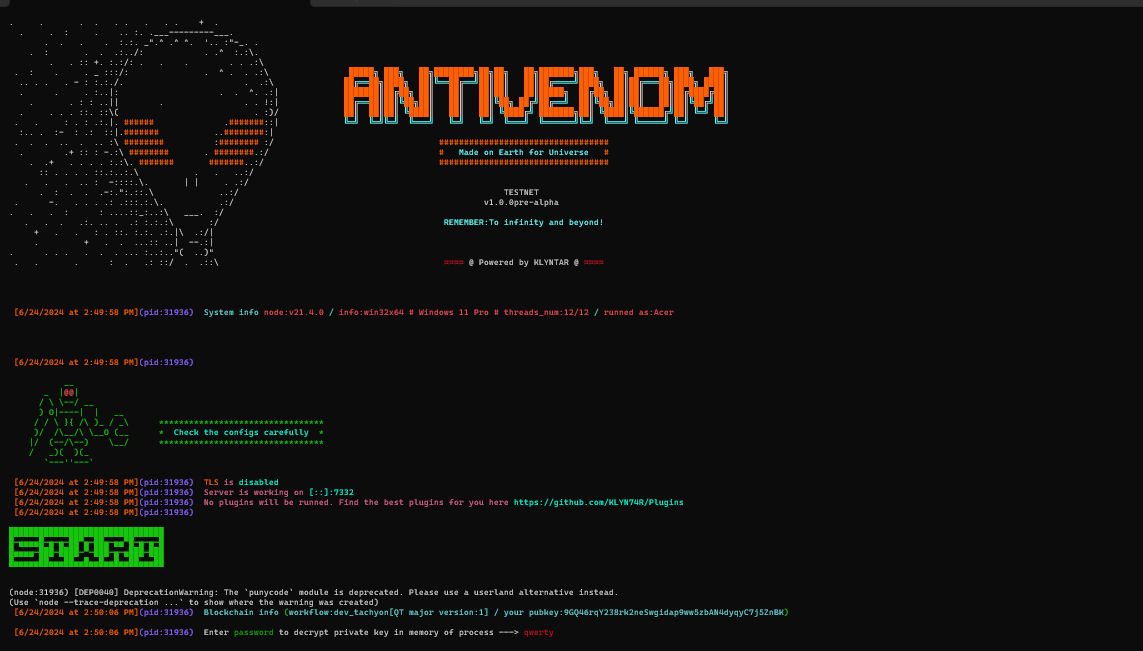 ANTIVENOM
##################################
# Made on Earth for Universe #
##################################
TESTNET
v1.0.0pre-alpha
REMEMBER:To infinity and beyond!
==== @ Powered by KLYNTAR @ ====
[6/24/2024 at 2:49:58 PM](pid:31936) System info node:v21.4.0 / info:win32x64 # Windows 11 Pro # threads_num:12/12 / runned as:Acer
[6/24/2024 at 2:49:58 PM](pid:31936)
*********************************
* Check the configs carefully *
*********************************
[6/24/2024 at 2:49:58 PM](pid:31936) TLS is disabled
[6/24/2024 at 2:49:58 PM](pid:31936) Server is working on [::]:7332
[6/24/2024 at 2:49:58 PM](pid:31936) No plugins will be runned. Find the best plugins for you here https://github.com/KLYN74R/Plugins
[6/24/2024 at 2:49:58 PM](pid:31936)
START
(node:31936) [DEP0040] DeprecationWarning: The `punycode` module is deprecated. Please use a userland alternative instead.
(Use `node --trace-deprecation ...` to show where the warning was created)
[6/24/2024 at 2:50:06 PM](pid:31936) Blockchain info (workflow:dev_tachyon[QT major version:1] / your pubkey:9GQ46rqY238rk2neSwgidap9ww5zbAN4dyqyC7j5ZnBK)
[6/24/2024 at 2:50:06 PM](pid:31936) Enter password to decrypt private key in memory of process ———> qwerty